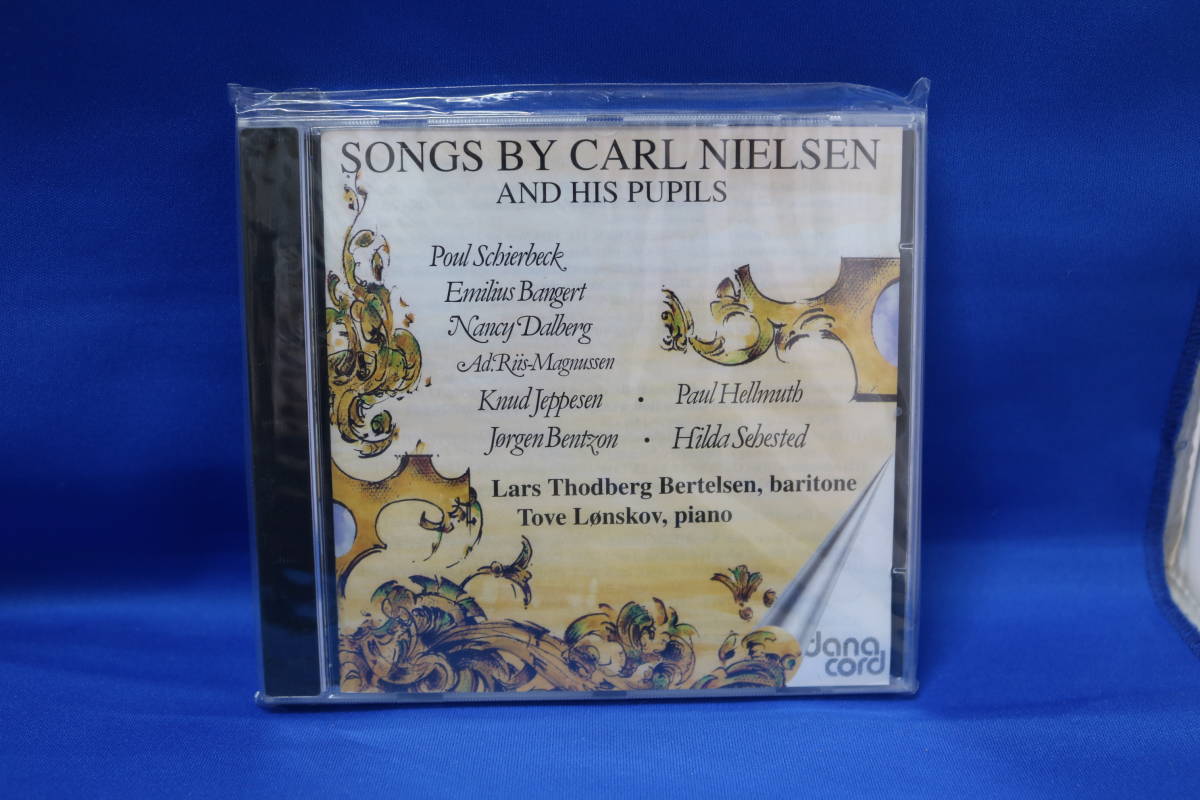 SONGS BY CARL NIELSEN
AND HIS PUPILS
Poul Schierbeck
Emilius Bangert
Nancy Dalberg
Ad. Riis-Magnussen
Knud Jeppesen • Paul Hellmuth
Jørgen Bentzon • Hilda Sehested
Lars Thodberg Bertelsen, baritone
Tove Lønskov, piano
dana
cord